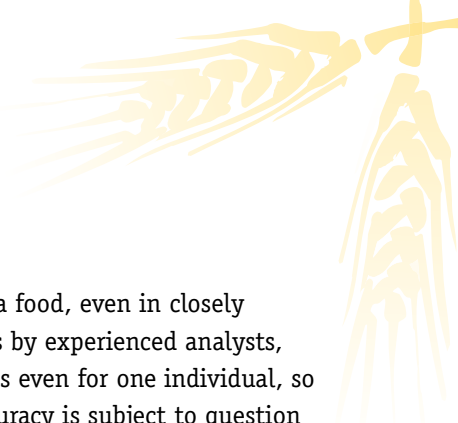 a food, even in closely
s by experienced analysts,
s even for one individual, so
uracy is subject to question